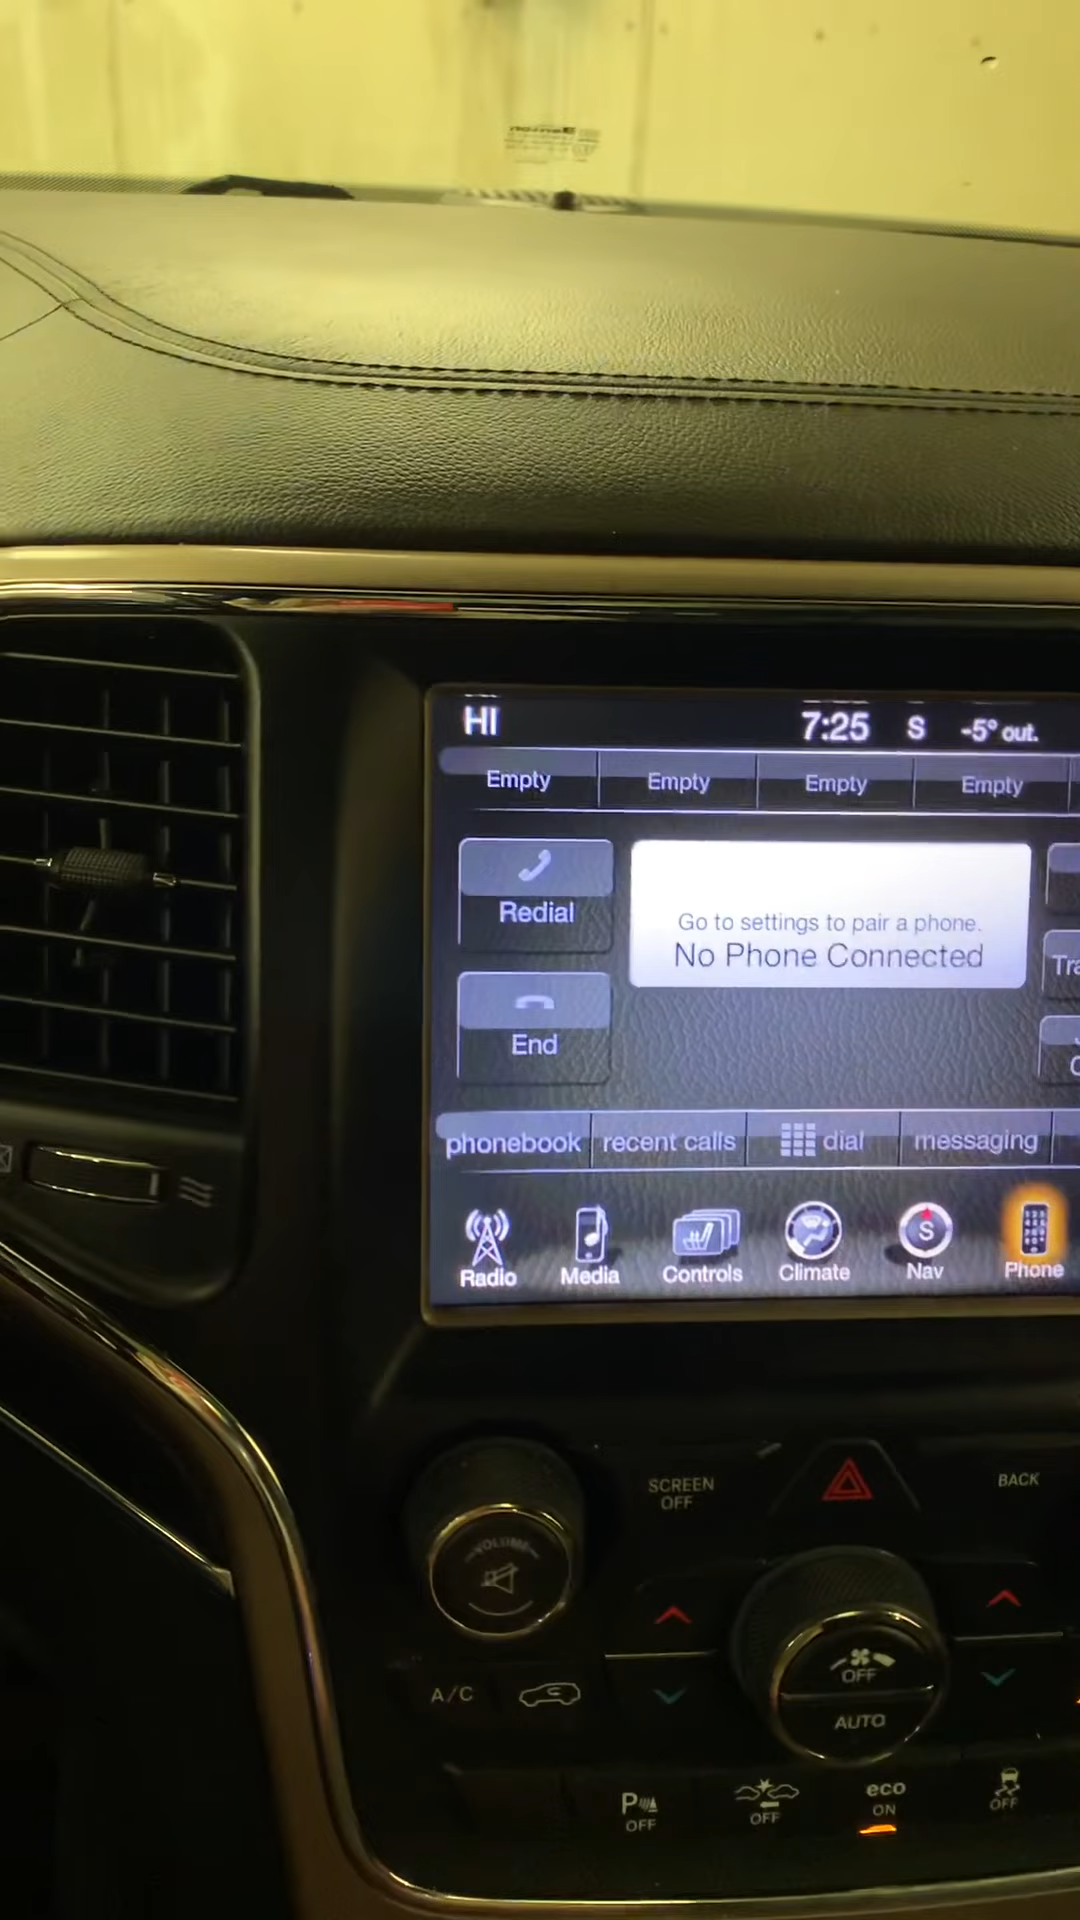 HI 7:25 S -5° out.
Empty Empty Empty Empty
Redial
Go to settings to pair a phone.
No Phone Connected
Tra
End
phonebook recent calls dial messaging
S
Radio Media Controls Climate Nav Phone
SCREEN
OFF
BACK
VOLUME
OFF
A/C
AUTO
P
OFF
OFF
eco
ON
OFF